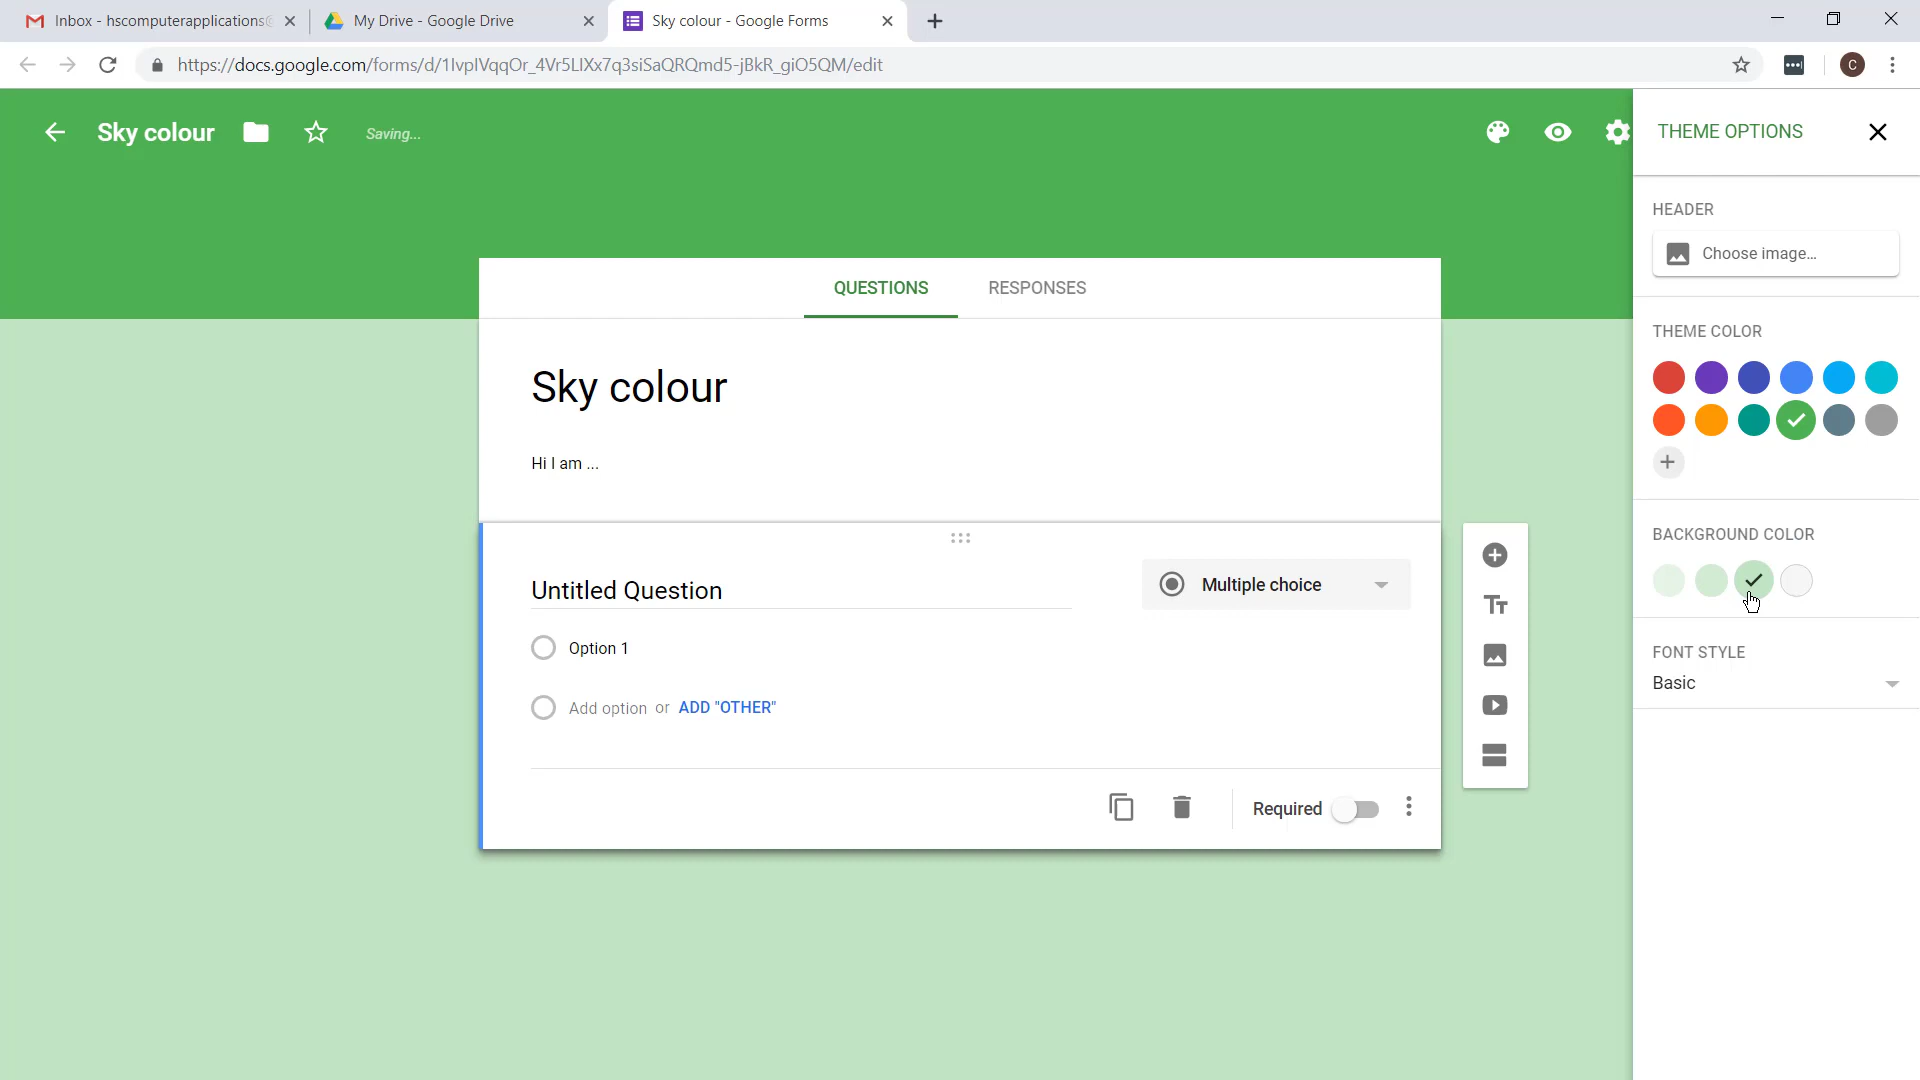 Inbox - hscomputerapplications
My Drive - Google Drive
Sky colour - Google Forms
https://docs.google.com/forms/d/1IvpIVqqOr_4Vr5LIXx7q3siSaQRQmd5-jBkR_giO5QM/edit
C
Sky colour
Saving...
THEME OPTIONS
HEADER
Choose image...
QUESTIONS
RESPONSES
THEME COLOR
Sky colour
Hi I am ...
BACKGROUND COLOR
Untitled Question
Multiple choice
Tr
Option 1
FONT STYLE
Basic
Add option or ADD "OTHER"
Required